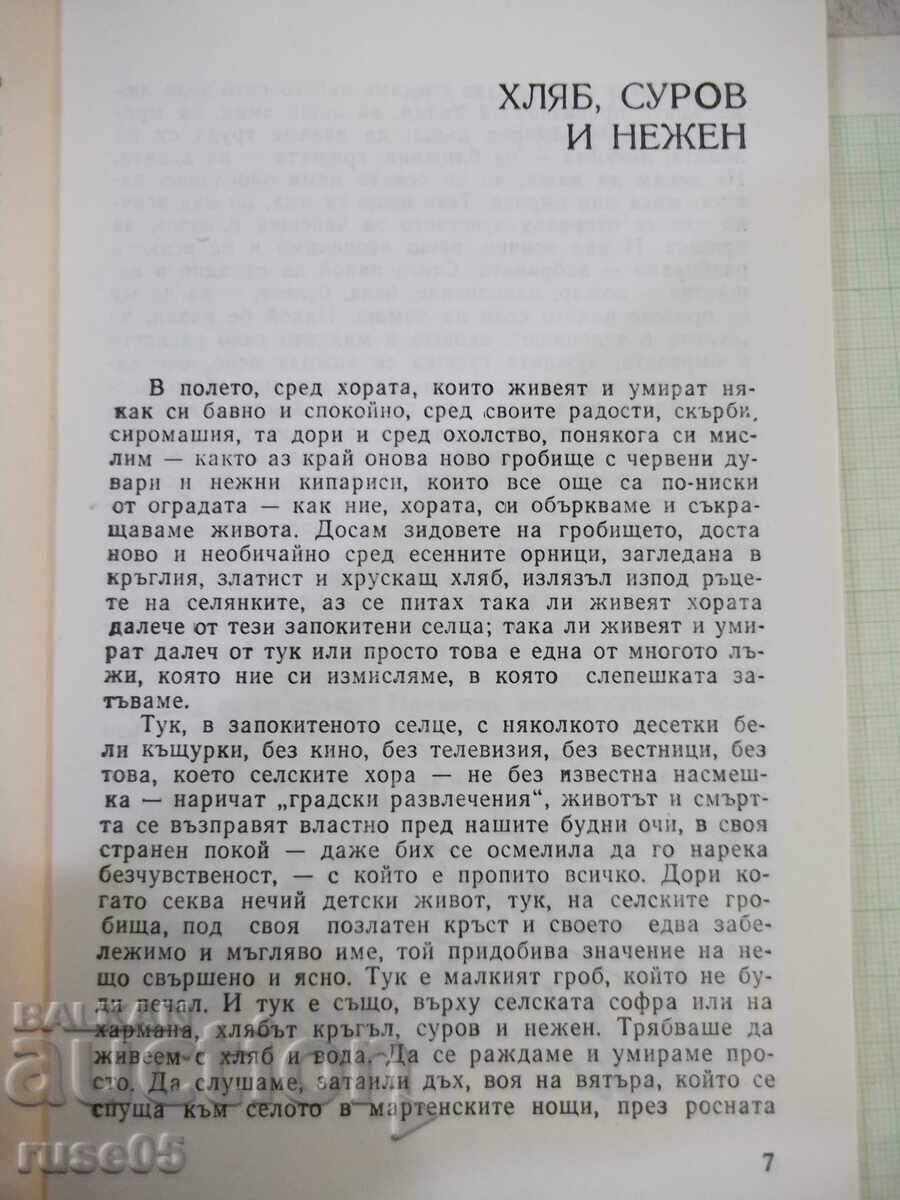 ХЛЯБ, СУРОВ
И НЕЖЕН
В полето, сред хората, които живеят и умират ня-
как си бавно и спокойно, сред своите радости, скърби,
сиромашия, та дори и сред охолство, понякога си мис-
лим — както аз край онова ново гробище с червени ду-
вари и нежни кипариси, които все още са по-ниски
от оградата — как ние, хората, си объркваме и съкра-
щаваме живота. Досам зидовете на гробището, доста
ново и необичайно сред есенните орници, загледана в
кръглия, златист и хрускащ хляб, излязъл изпод ръце-
те на селянките, аз се питах така ли живеят хората
далече от тези запокитени селца; така ли живеят и уми-
рат далеч от тук или просто това е една от многото лъ-
жи, която ние си измисляме, в която слепешката за-
тъваме.
Тук, в запокитеното селце, с няколкото десетки бе-
ли къщурки, без кино, без телевизия, без вестници, без
това, което селските хора — не без известна насмеш-
ка — наричат „градски развлечения“, животът и смърт-
та се възправят властно пред нашите будни очи, в своя
странен покой — даже бих се осмелила да го нарека
безчувственост, — с който е пропито всичко. Дори ко-
гато секва нечий детски живот, тук, на селските гро-
бища, под своя позлатен кръст и своето едва забе-
лежимо и мъгляво име, той придобива значение на не-
що свършено и ясно. Тук е малкият гроб, който не бу-
ди печал. И тук е също, върху селската софра или на
хармана, хлябът кръгъл, суров и нежен. Трябваше да
живеем с хляб и вода. Да се раждаме и умираме про-
сто. Да слушаме, затаили дъх, воя на вятъра, който се
спуща към селото в мартенските нощи, през росната
7
BALKAN
auction
ruse05